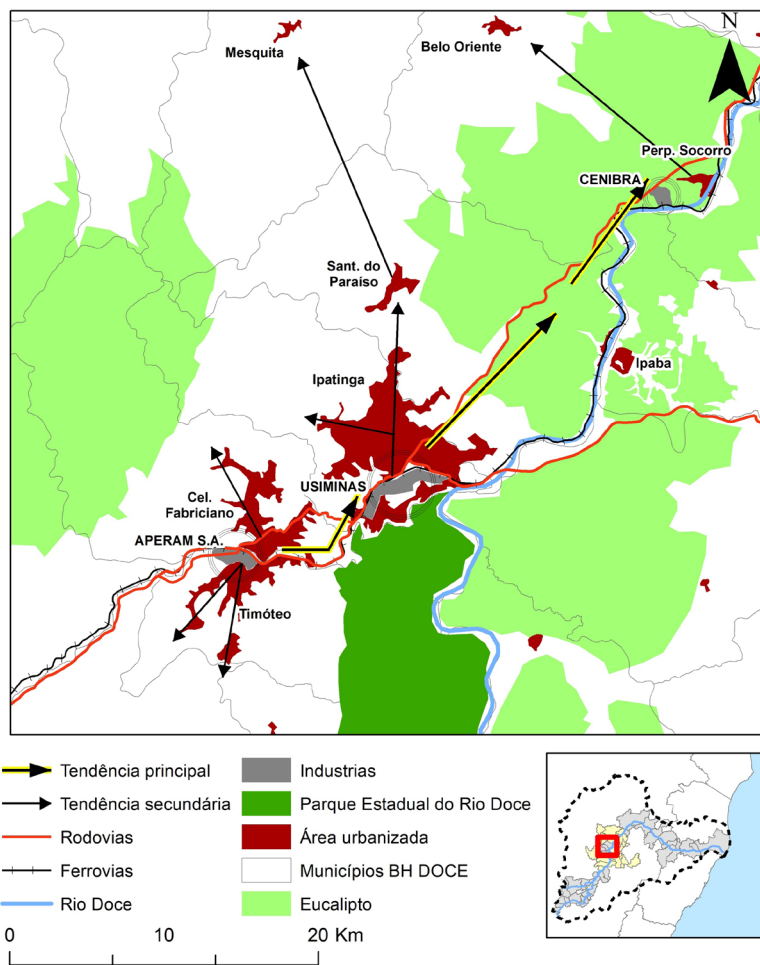 N
Mesquita
Belo Oriente
Perp. Socorro
CENIBRA
Sant. do
Paraíso
Ipatinga
Ipaba
USIMINAS
Cel.
Fabriciano
APERAM S.A.
Timóteo
Tendência principal
Tendência secundária
Rodovias
Ferrovias
Rio Doce
Industrias
Parque Estadual do Rio Doce
Área urbanizada
Municípios BH DOCE
Eucalipto
0 10 20 Km